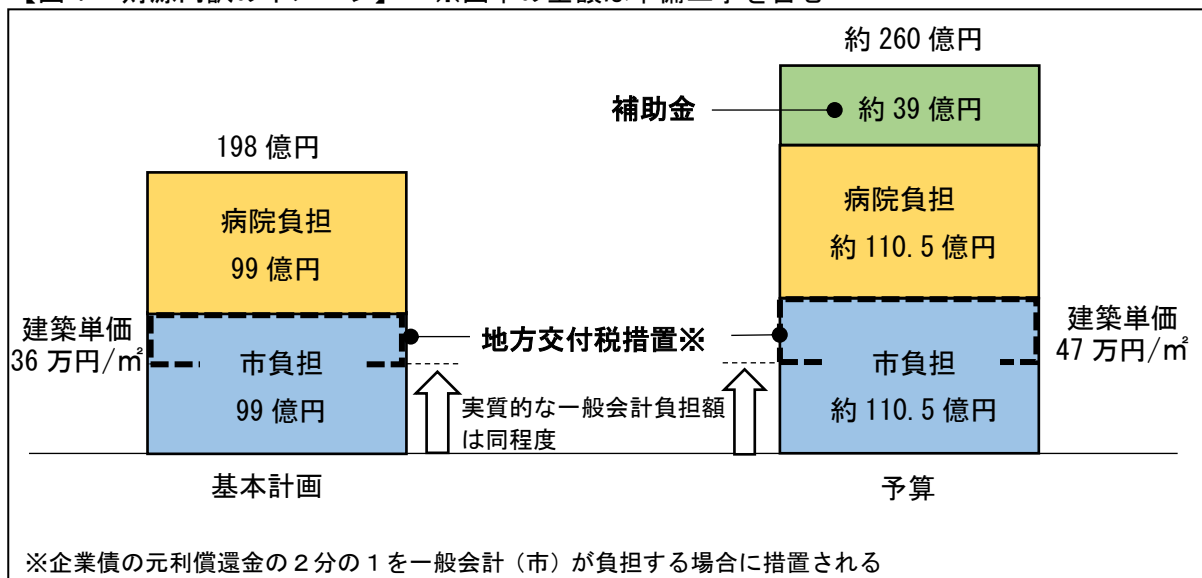 約 260 億円
補助金
約 39 億円
198 億円
病院負担
99 億円
病院負担
約 110.5 億円
建築単価
36 万円/㎡
地方交付税措置※
建築単価
47 万円/㎡
市負担
99 億円
市負担
約 110.5 億円
実質的な一般会計負担額
は同程度
基本計画
予算
※企業債の元利償還金の２分の１を一般会計（市）が負担する場合に措置される